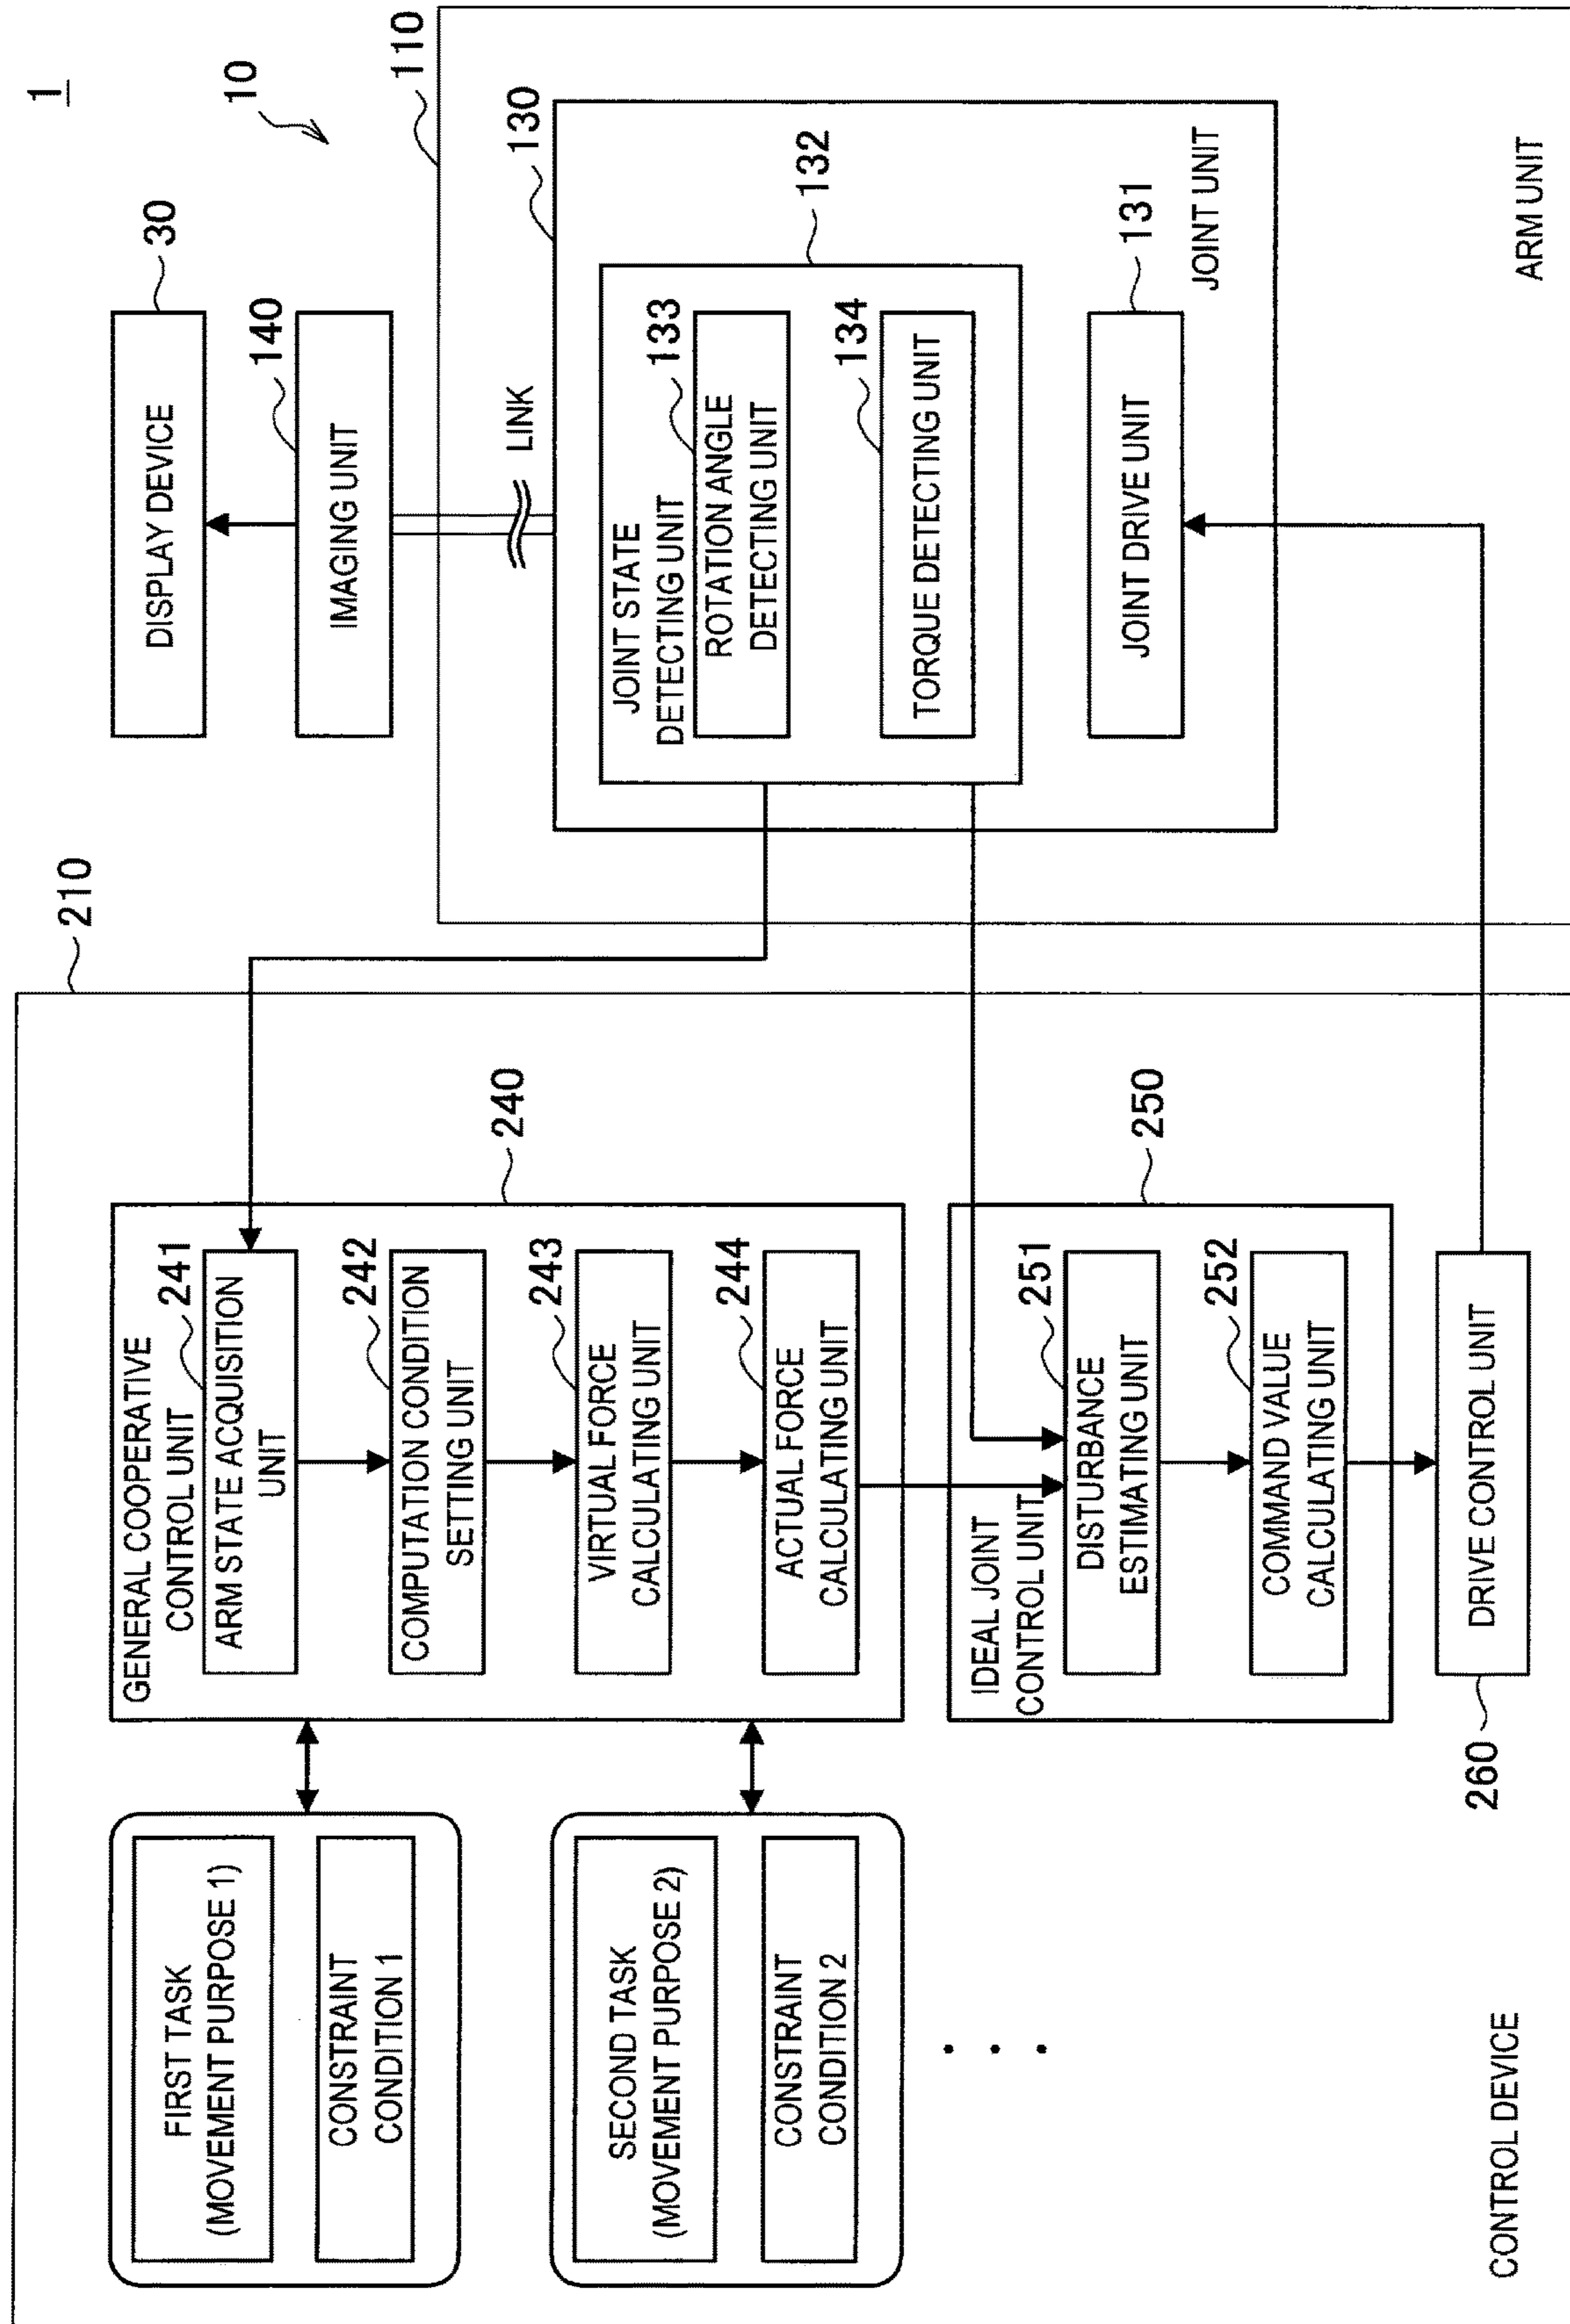 1
210
FIRST TASK
(MOVEMENT PURPOSE 1)
CONSTRAINT
CONDITION 1
SECOND TASK
(MOVEMENT PURPOSE 2)
CONSTRAINT
CONDITION 2
. . .
CONTROL DEVICE
GENERAL COOPERATIVE
CONTROL UNIT
240
241
ARM STATE ACQUISITION
UNIT
242
COMPUTATION CONDITION
SETTING UNIT
243
VIRTUAL FORCE
CALCULATING UNIT
244
ACTUAL FORCE
CALCULATING UNIT
IDEAL JOINT
CONTROL UNIT
250
251
DISTURBANCE
ESTIMATING UNIT
252
COMMAND VALUE
CALCULATING UNIT
260
DRIVE CONTROL UNIT
10
30
DISPLAY DEVICE
140
IMAGING UNIT
110
LINK
130
132
JOINT STATE
DETECTING UNIT
133
ROTATION ANGLE
DETECTING UNIT
134
TORQUE DETECTING UNIT
131
JOINT DRIVE UNIT
JOINT UNIT
ARM UNIT